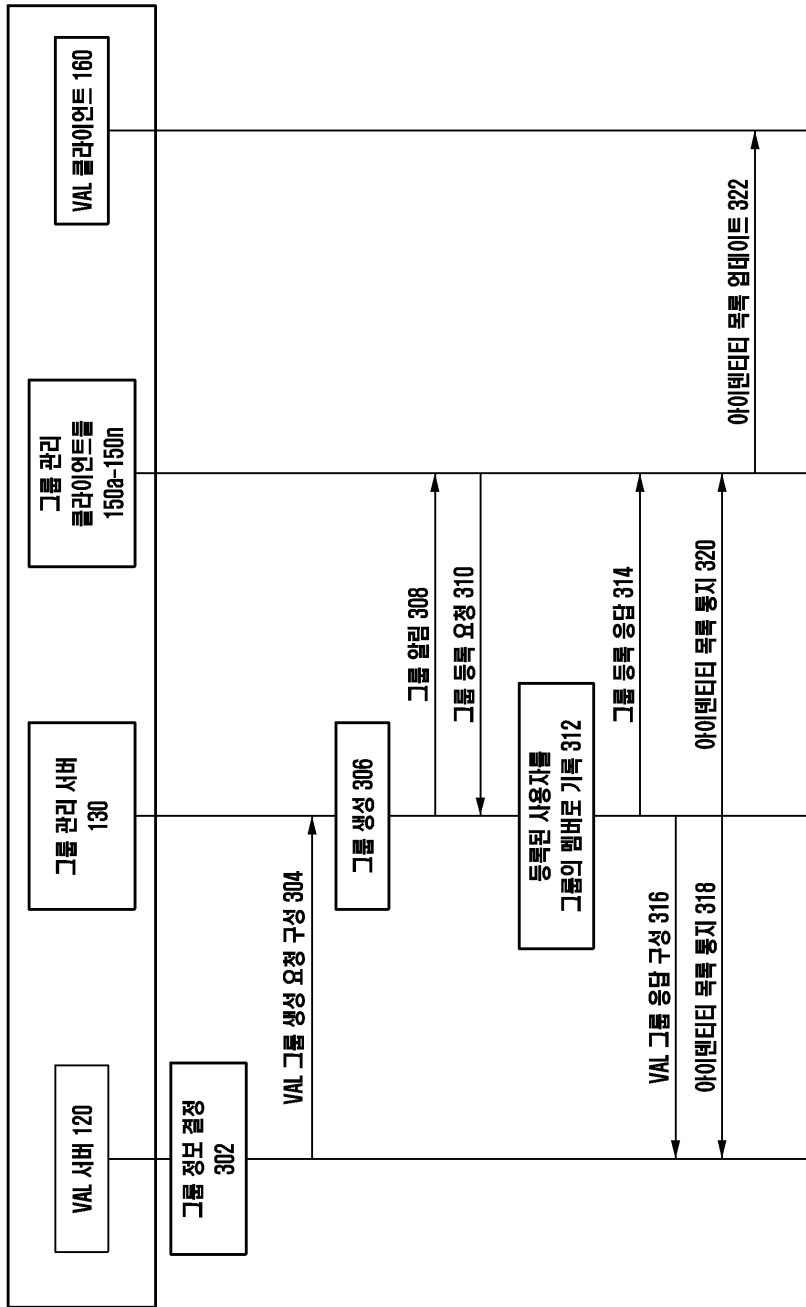 VAL 서버 120
그룹 관리 서버
130
그룹 관리
클라이언트들
150a-150n
VAL 클라이언트 160
그룹 정보 결정
302
VAL 그룹 생성 요청 구성 304
그룹 생성 306
그룹 알림 308
그룹 등록 요청 310
등록된 사용자를
그룹의 멤버로 기록 312
그룹 등록 응답 314
VAL 그룹 응답 구성 316
아이덴티티 목록 통지 318
아이덴티티 목록 통지 320
아이덴티티 목록 업데이트 322